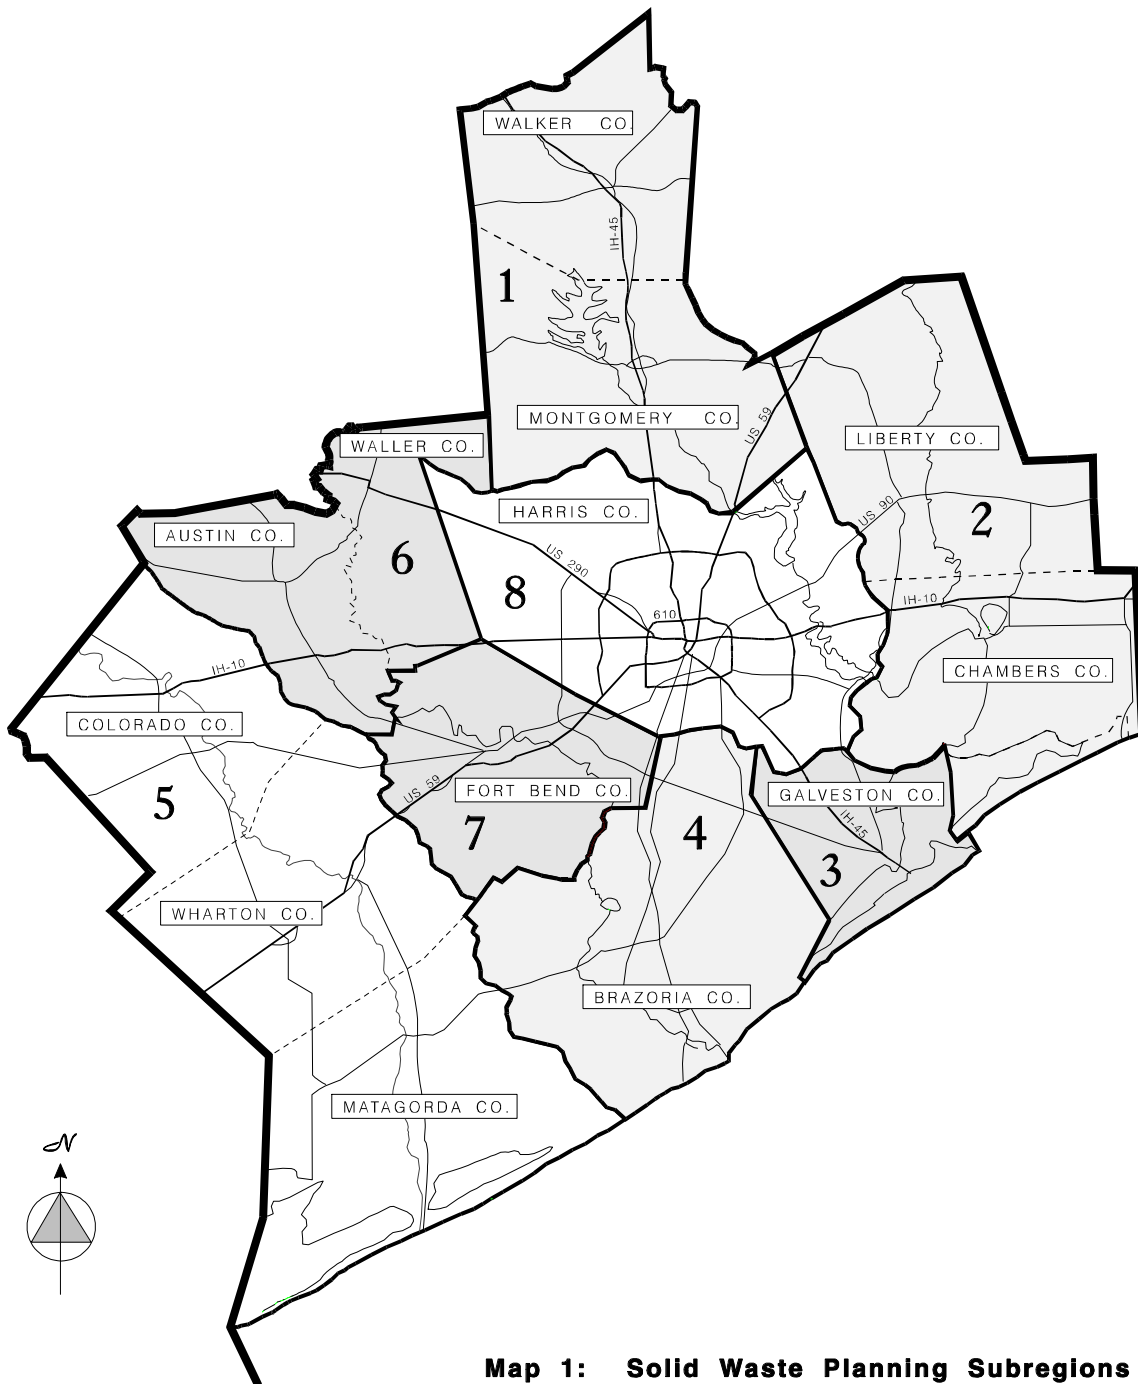 WALKER CO.
IH-45
1
MONTGOMERY CO.
US 59
LIBERTY CO.
WALLER CO.
HARRIS CO.
US 90
2
AUSTIN CO.
6
US 290
8
IH-10
610
IH-10
CHAMBERS CO.
COLORADO CO.
5
US 59
FORT BEND CO.
GALVESTON CO.
7
4
IH-45
3
WHARTON CO.
BRAZORIA CO.
MATAGORDA CO.
N
Map 1: Solid Waste Planning Subregions